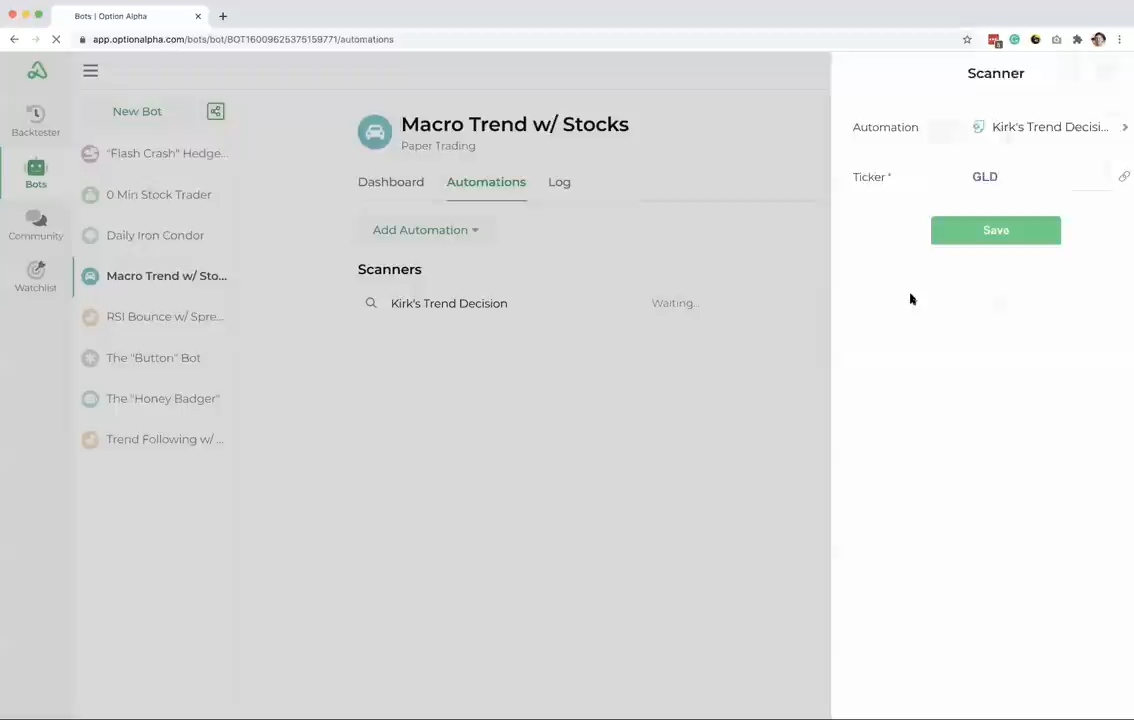 Bots | Option Alpha
app.optionalpha.com/bots/bot/BOT16009625375159771/automations
Backtester
Bots
Community
Watchlist
New Bot
"Flash Crash" Hedge...
0 Min Stock Trader
Daily Iron Condor
Macro Trend w/ Sto...
RSI Bounce w/ Spre...
The "Button" Bot
The "Honey Badger"
Trend Following w/ ...
Macro Trend w/ Stocks
Paper Trading
Dashboard
Automations
Log
Add Automation
Scanners
Kirk's Trend Decision
Waiting...
Scanner
Automation
Kirk's Trend Decisi...
Ticker*
GLD
Save